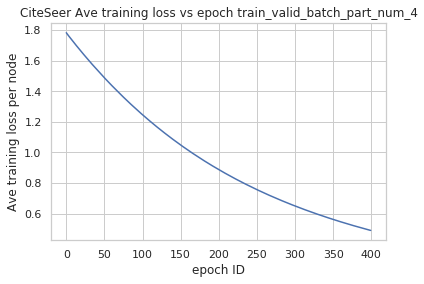 CiteSeer Ave training loss vs epoch train_valid_batch_part_num_4
Ave training loss per node
1.8
1.6
1.4
1.2
1.0
0.8
0.6
0 50 100 150 200 250 300 350 400
epoch ID